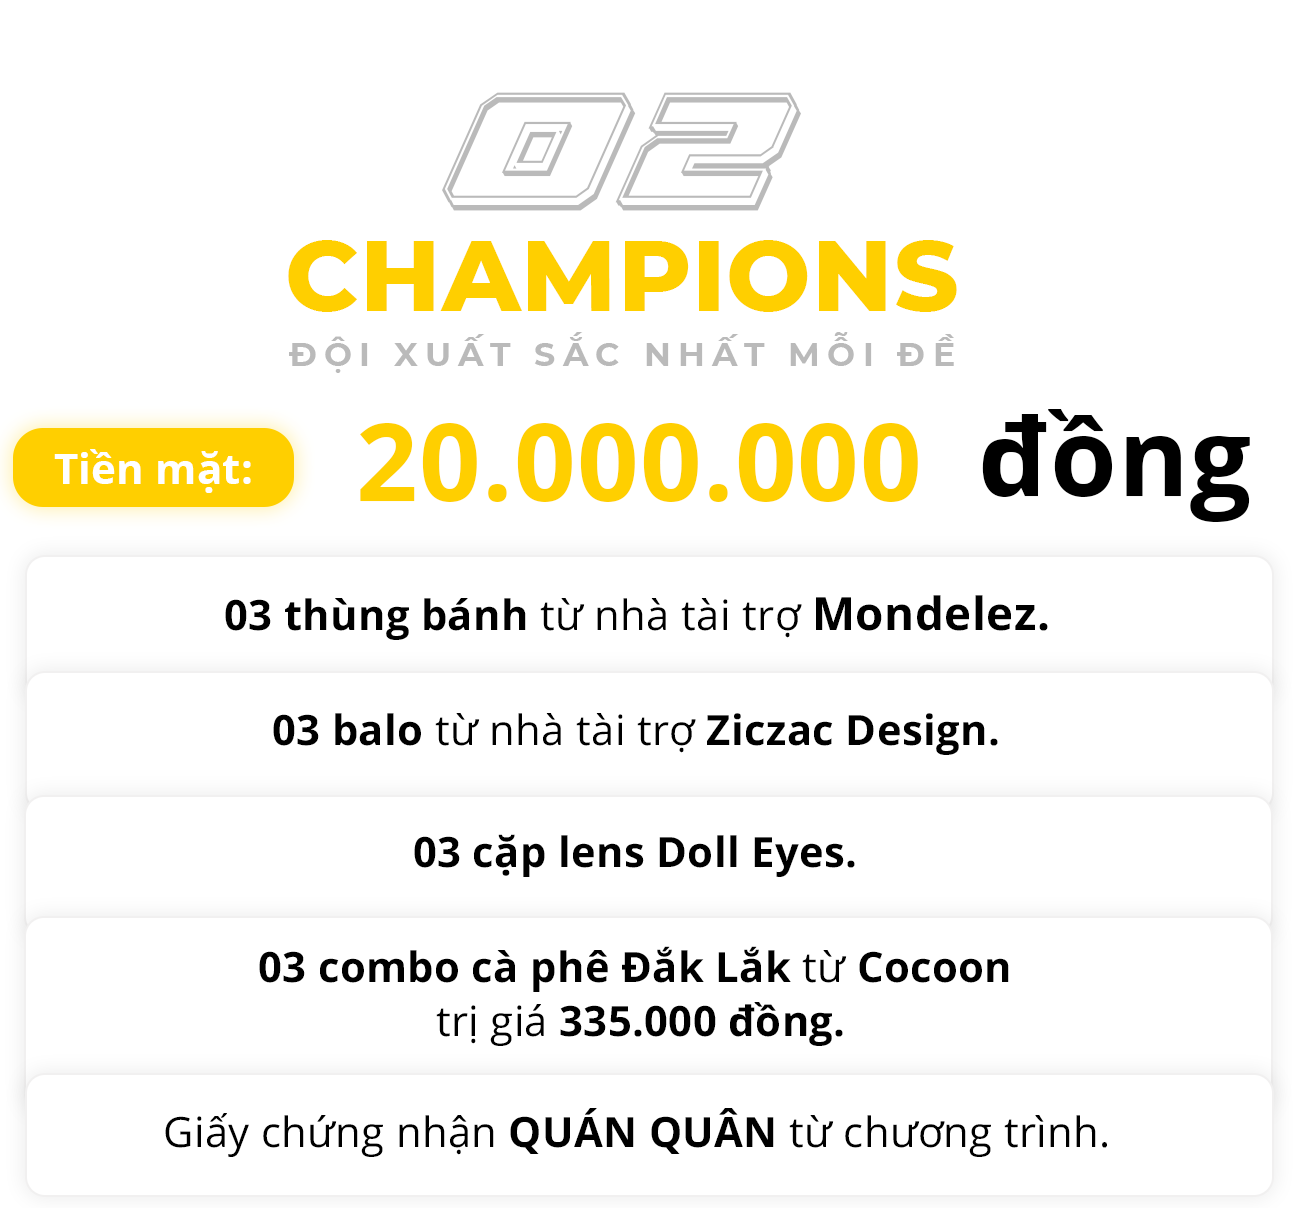 02
CHAMPIONS
ĐỘI XUẤT SẮC NHẤT MỖI ĐỀ
Tiền mặt: 20.000.000 đồng
03 thùng bánh từ nhà tài trợ Mondelez.
03 balo từ nhà tài trợ Ziczac Design.
03 cặp lens Doll Eyes.
03 combo cà phê Đắk Lắk từ Cocoon
trị giá 335.000 đồng.
Giấy chứng nhận QUÁN QUÂN từ chương trình.